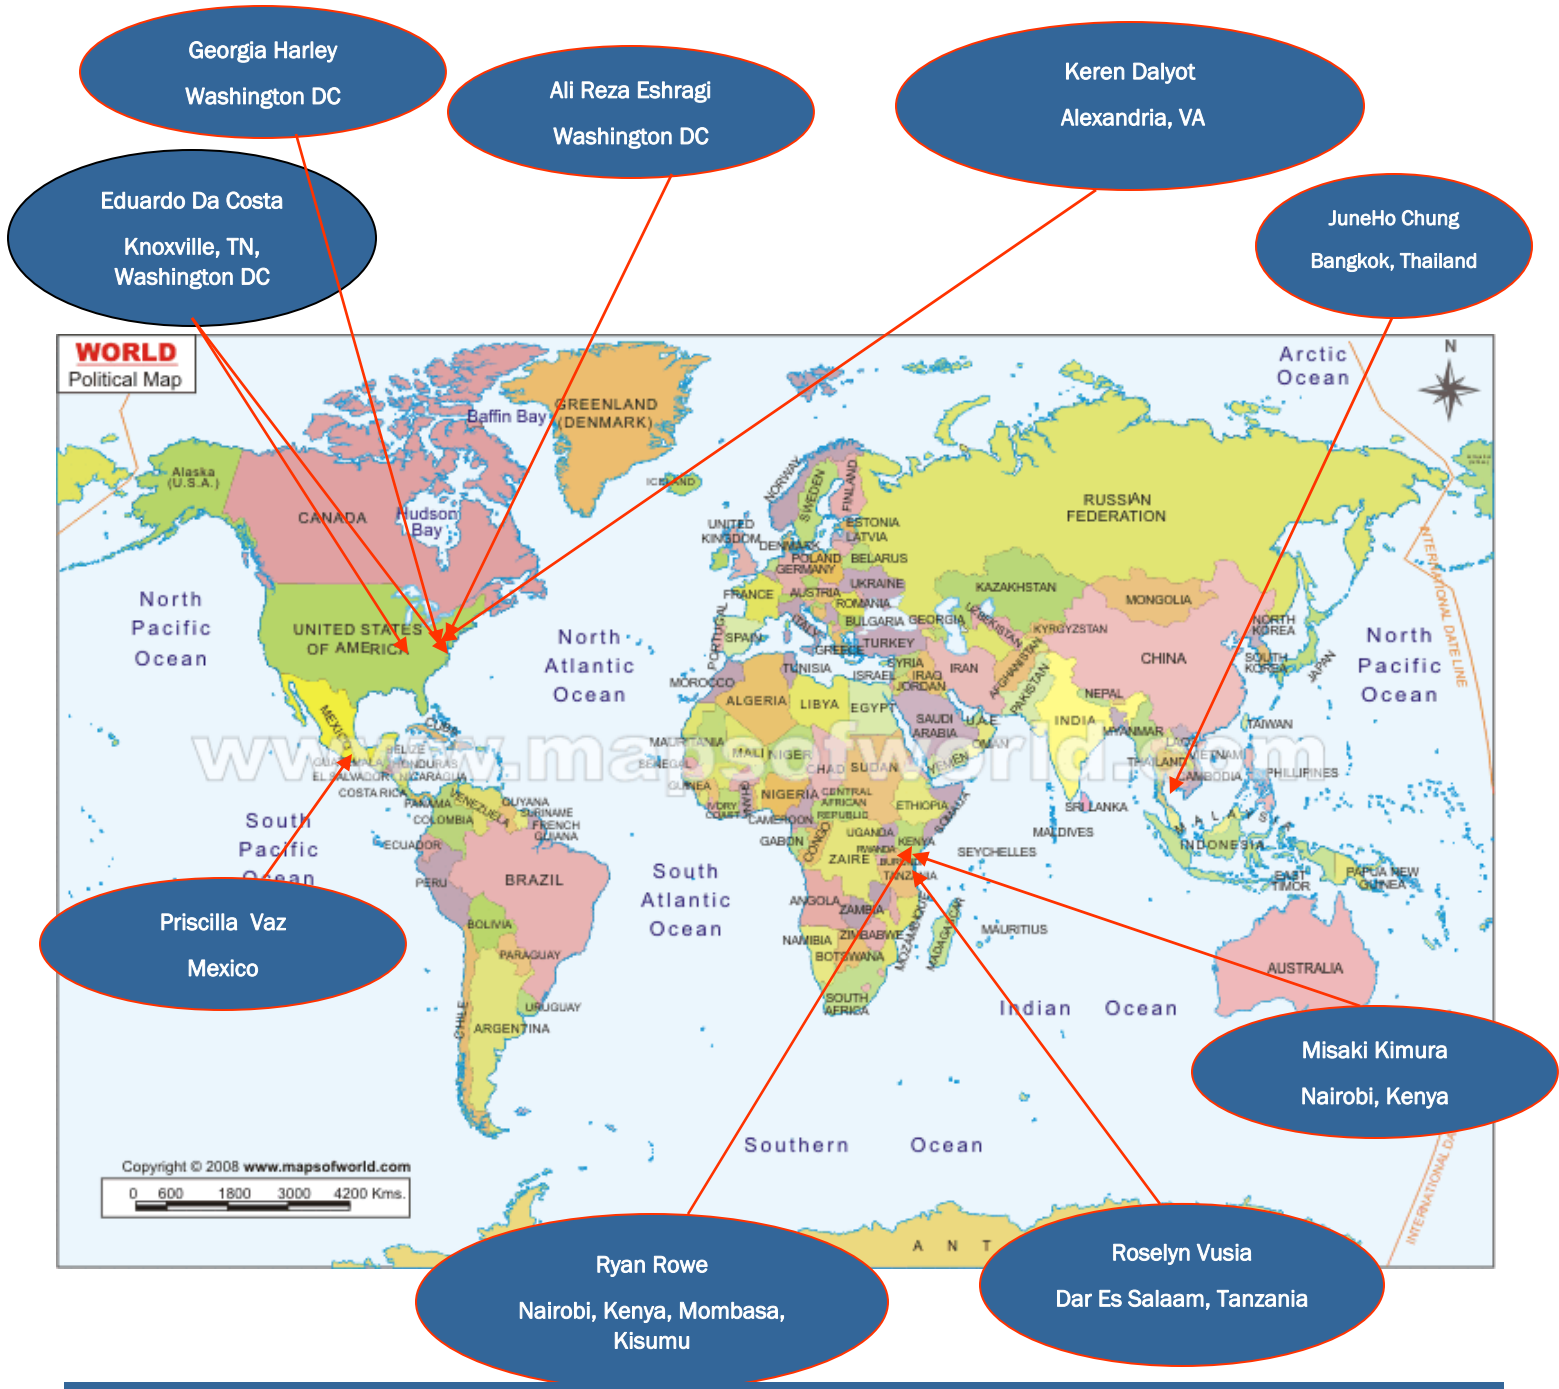 Georgia Harley
Washington DC
Ali Reza Eshragi
Washington DC
Keren Dalyot
Alexandria, VA
Eduardo Da Costa
Knoxville, TN,
Washington DC
JuneHo Chung
Bangkok, Thailand
WORLD
Political Map
Arctic
Ocean
N
Baffin Bay
GREENLAND
(DENMARK)
Alaska
(U.S.A.)
ICELAND
NORWAY
SWEDEN
FINLAND
RUSSIAN
FEDERATION
CANADA
Hudson
Bay
UNITED
KINGDOM
ESTONIA
LATVIA
DENMARK
POLAND
BELARUS
GERMANY
UKRAINE
KAZAKHSTAN
MONGOLIA
INTERNATIONAL DATE LINE
North
Pacific
Ocean
FRANCE
AUSTRIA
ROMANIA
BULGARIA
GEORGIA
UZBEKISTAN
KYRGYZSTAN
NORTH
KOREA
UNITED STATES
OF AMERICA
North
Atlantic
Ocean
PORTUGAL
SPAIN
ITALY
GREECE
TURKEY
CHINA
SOUTH
KOREA
JAPAN
North
Pacific
Ocean
MOROCCO
TUNISIA
SYRIA
ISRAEL
IRAQ
JORDAN
IRAN
AFGHANISTAN
PAKISTAN
NEPAL
MEXICO
CUBA
ALGERIA
LIBYA
EGYPT
SAUDI
ARABIA
U.A.E.
OMAN
INDIA
MYANMAR
TAIWAN
www.mapsofworld.com
BELIZE
GUATEMALA
HONDURAS
EL SALVADOR
NICARAGUA
COSTA RICA
PANAMA
MAURITANIA
MALI
NIGER
CHAD
SUDAN
YEMEN
LAO
VIETNAM
THAILAND
CAMBODIA
PHILLIPINES
SENEGAL
GUINEA
IVORY
COAST
GHANA
NIGERIA
CENTRAL
AFRICAN
REPUBLIC
ETHIOPIA
SOMALIA
SRI LANKA
MALDIVES
MALAYSIA
VENEZUELA
GUYANA
SURINAME
FRENCH
GUIANA
COLOMBIA
ECUADOR
CAMEROON
GABON
CONGO
UGANDA
KENYA
RWANDA
BURUNDI
ZAIRE
TANZANIA
SEYCHELLES
INDONESIA
EAST
TIMOR
PAPUA NEW
GUINEA
South
Pacific
Ocean
PERU
BRAZIL
South
Atlantic
Ocean
ANGOLA
ZAMBIA
ZIMBABWE
MOZAMBIQUE
MADAGASCAR
MAURITIUS
Priscilla Vaz
Mexico
BOLIVIA
PARAGUAY
NAMIBIA
BOTSWANA
AUSTRALIA
CHILE
URUGUAY
ARGENTINA
SOUTH
AFRICA
Indian Ocean
Misaki Kimura
Nairobi, Kenya
Southern Ocean
Copyright © 2008 www.mapsofworld.com
0 600 1800 3000 4200 Kms.
INTERNATIONAL DA
A N T
Ryan Rowe
Nairobi, Kenya, Mombasa,
Kisumu
Roselyn Vusia
Dar Es Salaam, Tanzania